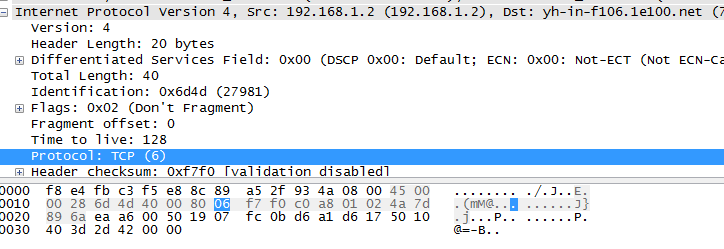 Internet Protocol Version 4, Src: 192.168.1.2 (192.168.1.2), Dst: yh-in-f106.1e100.net (7
Version: 4
Header Length: 20 bytes
Differentiated Services Field: 0x00 (DSCP 0x00: Default; ECN: 0x00: Not-ECT (Not ECN-Ca
Total Length: 40
Identification: 0x6d4d (27981)
Flags: 0x02 (Don't Fragment)
Fragment offset: 0
Time to live: 128
Protocol: TCP (6)
Header checksum: 0xf7f0 [validation disabled]
0000 f8 e4 fb c3 f5 e8 8c 89 a5 2f 93 4a 08 00 45 00 ........ ./.J..E.
0010 00 28 6d 4d 40 00 80 06 f7 f0 c0 a8 01 02 4a 7d .(mM@... ......J}
0020 89 6a ea a6 00 50 19 07 fc 0b d6 a1 d6 17 50 10 .j...P.. ......P.
0030 40 3d 2d 42 00 00 @=-B..